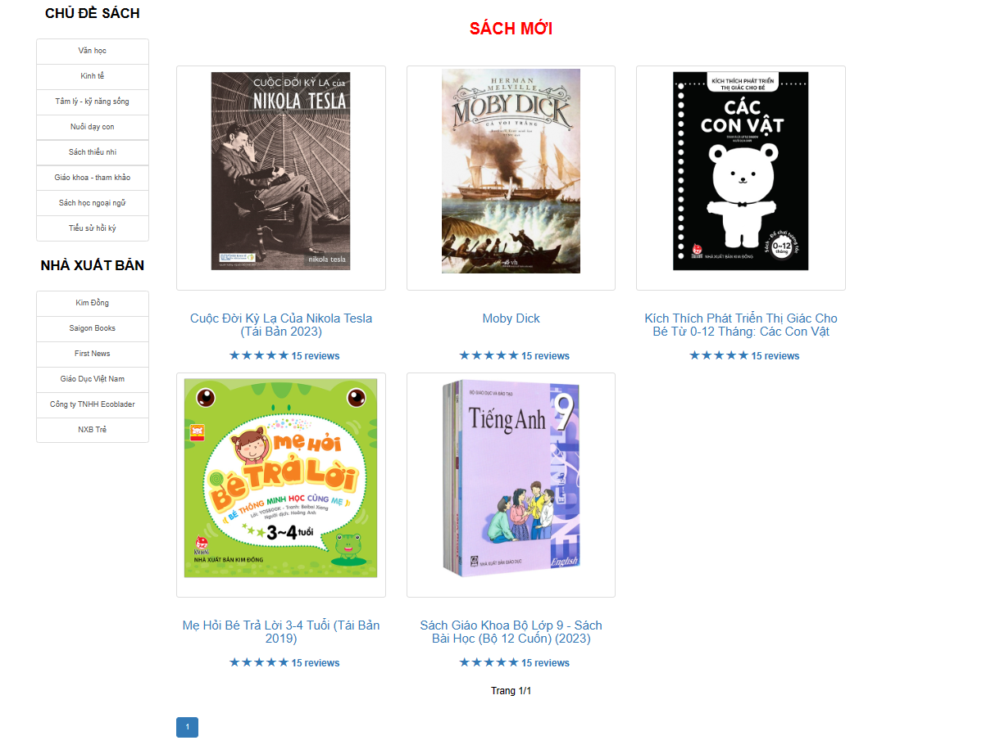 CHỦ ĐỀ SÁCH
Văn học
Kinh tế
Tâm lý - kỹ năng sống
Nuôi dạy con
Sách thiếu nhi
Giáo khoa - tham khảo
Sách học ngoại ngữ
Tiểu sử hồi ký
NHÀ XUẤT BẢN
Kim Đồng
Saigon Books
First News
Giáo Dục Việt Nam
Công ty TNHH Ecoblader
NXB Trẻ
SÁCH MỚI
CUỘC ĐỜI KỲ LẠ của
NIKOLA TESLA
nikola tesla
Cuộc Đời Kỳ Lạ Của Nikola Tesla
(Tái Bản 2023)
15 reviews
HERMAN
MELVILLE
MOBY DICK
CÁ VOI TRẮNG
Moby Dick
15 reviews
KÍCH THÍCH PHÁT TRIỂN
THỊ GIÁC CHO BÉ
CÁC
CON VẬT
Sách - Đồ chơi tương tác
0~12
tháng
NHÀ XUẤT BẢN KIM ĐỒNG
Kích Thích Phát Triển Thị Giác Cho
Bé Từ 0-12 Tháng: Các Con Vật
15 reviews
MẸ HỎI
BÉ TRẢ LỜI
BÉ THÔNG MINH HỌC CÙNG MẸ
Lời: YOSBOOK - Tranh: Beibei Xiong
Người dịch: Hoàng Anh
3~4 tuổi
NHÀ XUẤT BẢN KIM ĐỒNG
Mẹ Hỏi Bé Trả Lời 3-4 Tuổi (Tái Bản
2019)
15 reviews
BỘ GIÁO DỤC VÀ ĐÀO TẠO
Tiếng Anh 9
English
NHÀ XUẤT BẢN GIÁO DỤC
Sách Giáo Khoa Bộ Lớp 9 - Sách
Bài Học (Bộ 12 Cuốn) (2023)
15 reviews
Trang 1/1
1